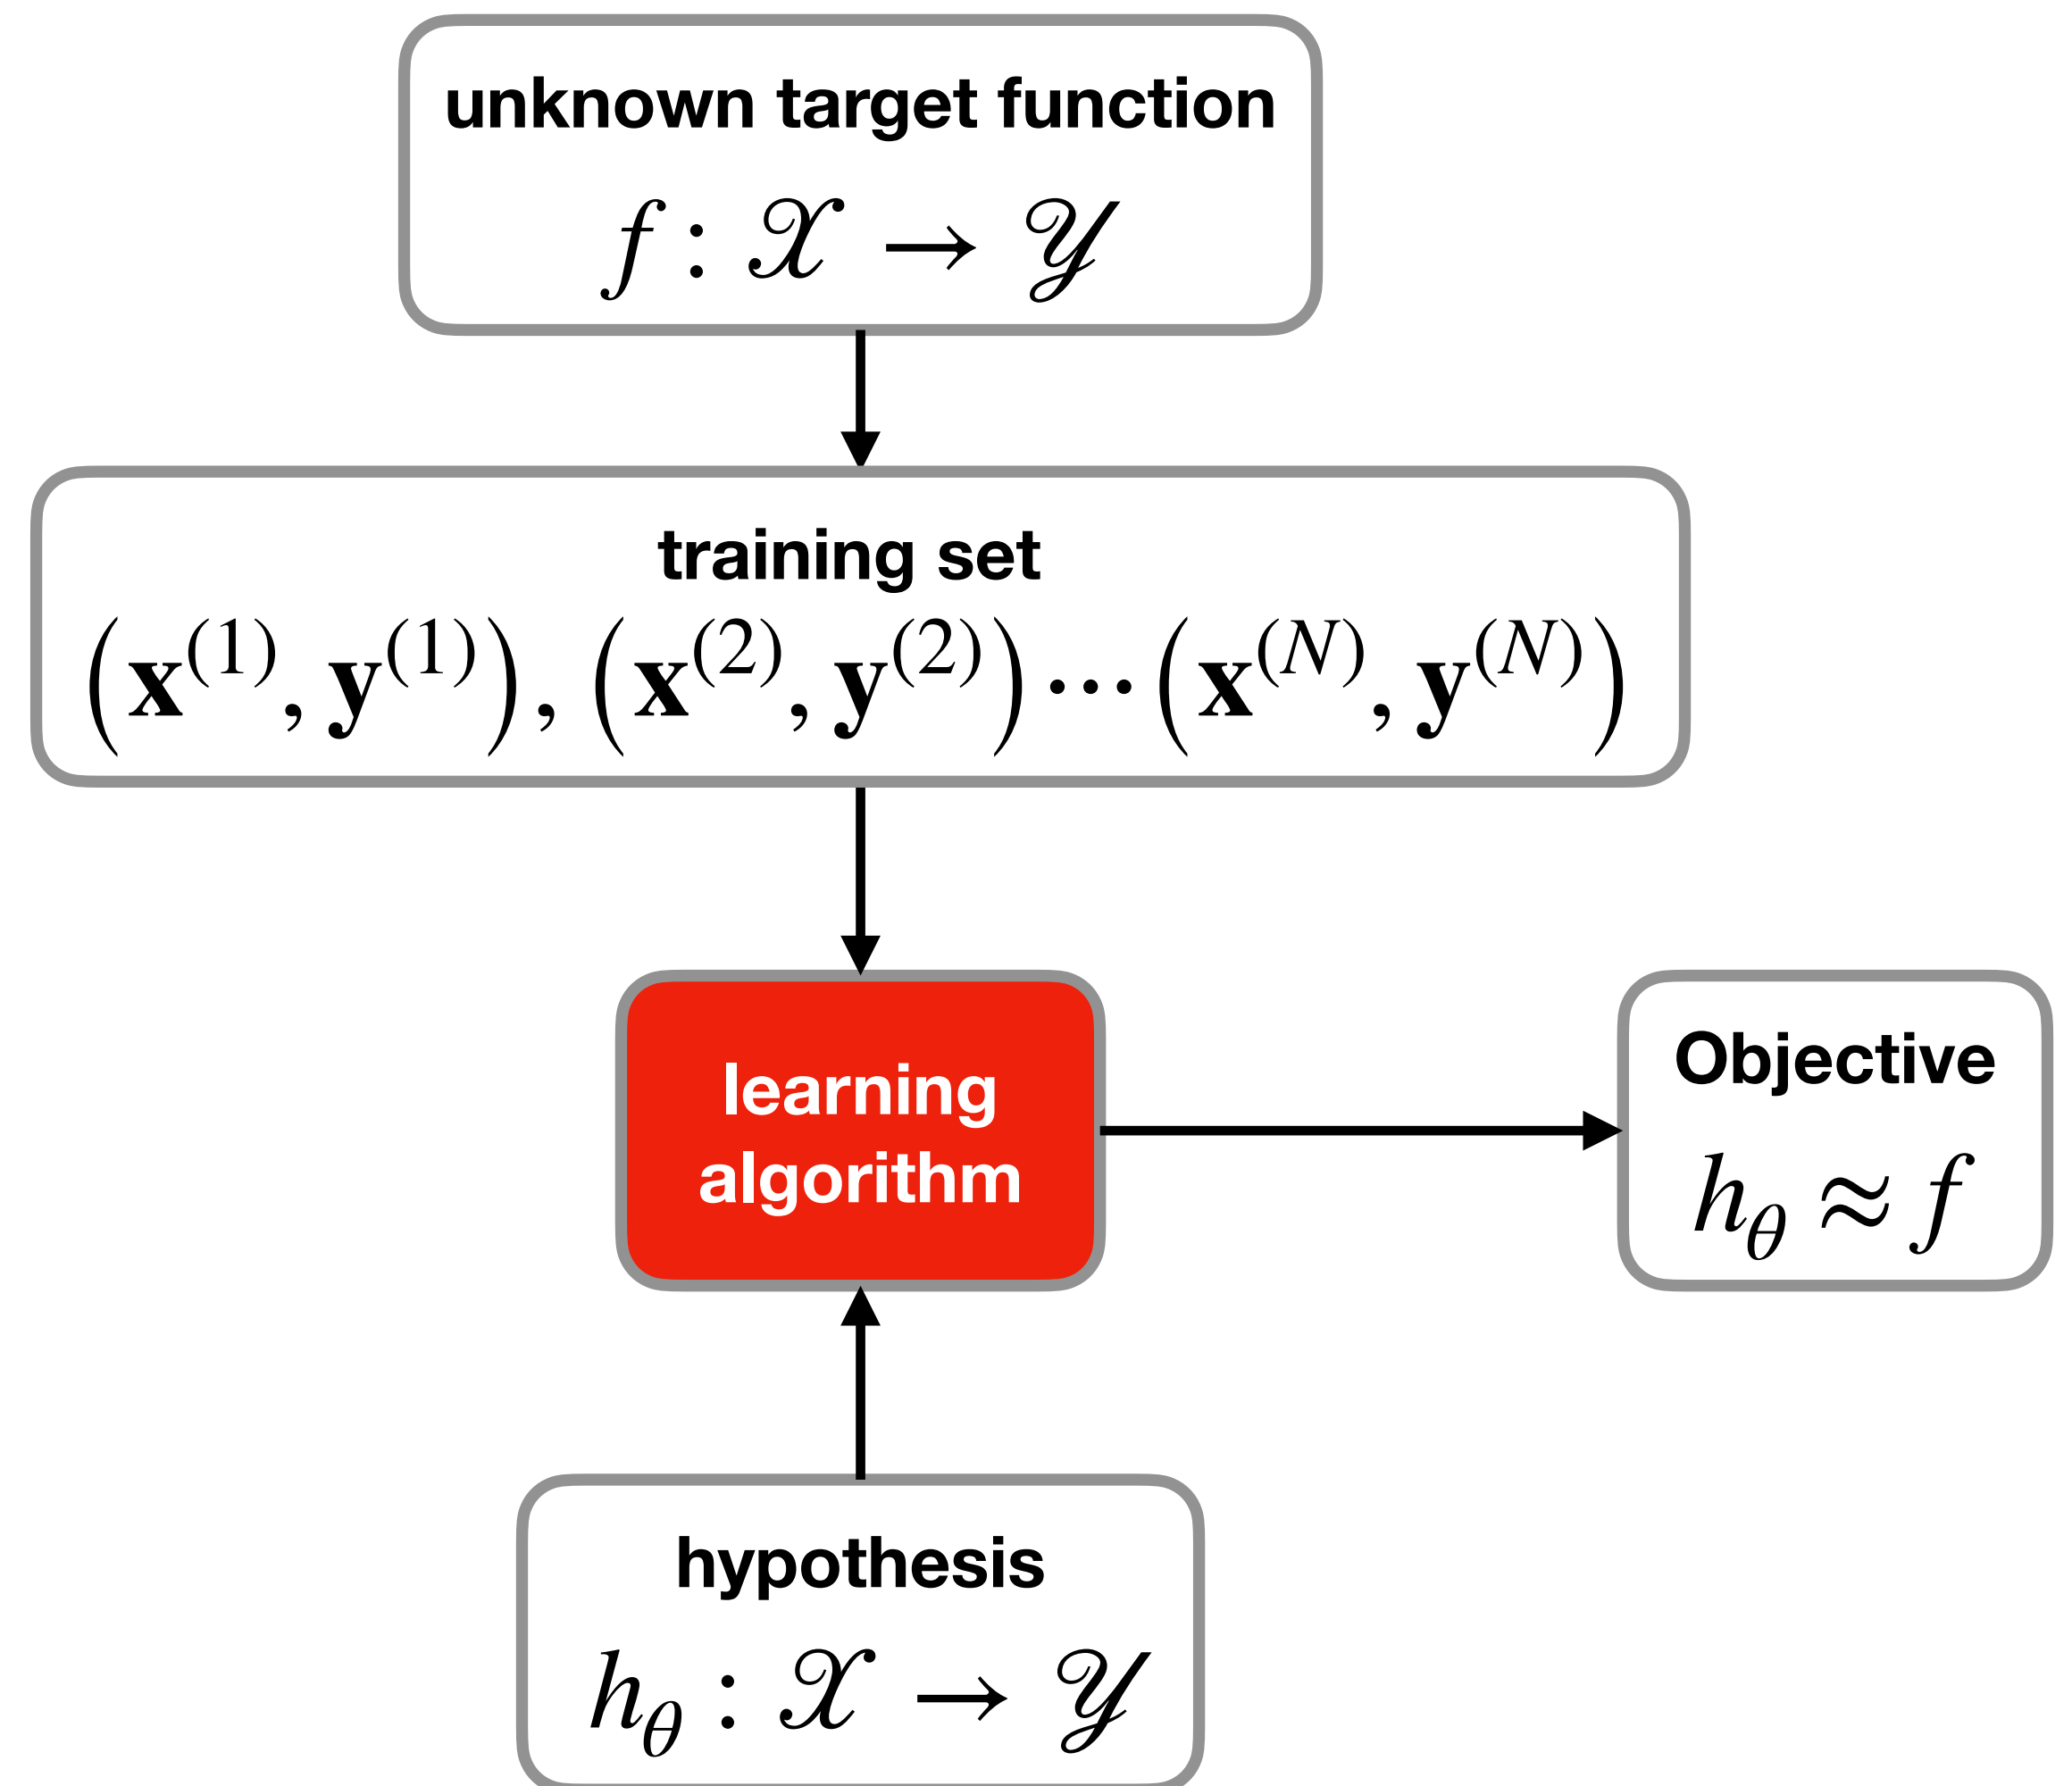 unknown target function
f : 𝒳 → 𝒴
training set
(𝐱⁽¹⁾, 𝐲⁽¹⁾), (𝐱⁽²⁾, 𝐲⁽²⁾)⋯(𝐱⁽ᴺ⁾, 𝐲⁽ᴺ⁾)
learning
algorithm
Objective
h_θ ≈ f
hypothesis
h_θ : 𝒳 → 𝒴